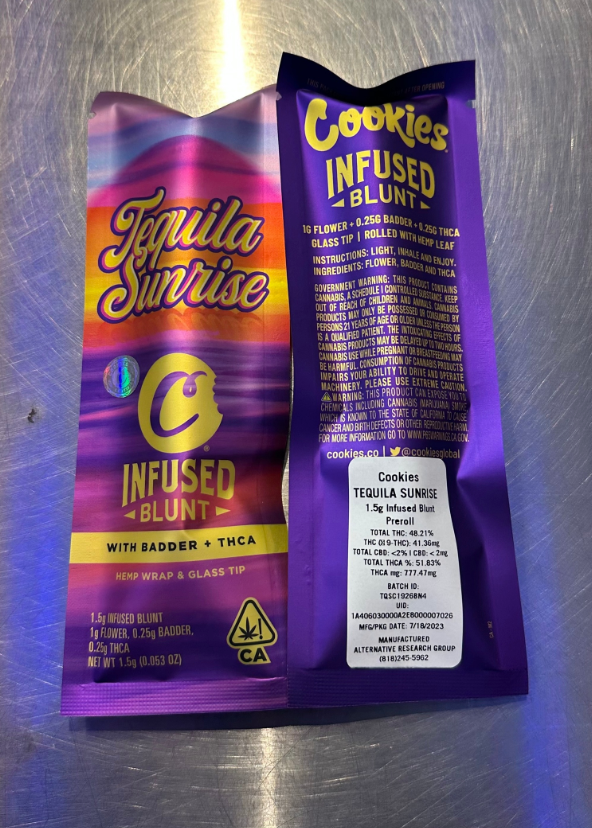 Tequila
Sunrise
C
INFUSED
BLUNT
WITH BADDER + THCA
HEMP WRAP & GLASS TIP
1.5g INFUSED BLUNT
1g FLOWER, 0.25g BADDER,
0.25g THCA
NET WT 1.5g (0.053 OZ)
CA
OPENING
Cookies
INFUSED
BLUNT
1G FLOWER + 0.25G BADDER + 0.25G THCA
GLASS TIP | ROLLED WITH HEMP LEAF
INSTRUCTIONS: LIGHT, INHALE AND ENJOY.
INGREDIENTS: FLOWER, BADDER AND THCA
GOVERNMENT WARNING: THIS PRODUCT CONTAINS
CANNABIS, A SCHEDULE I CONTROLLED SUBSTANCE. KEEP
OUT OF REACH OF CHILDREN AND ANIMALS. CANNABIS
PRODUCTS MAY ONLY BE POSSESSED OR CONSUMED BY
PERSONS 21 YEARS OF AGE OR OLDER UNLESS THE PERSON
IS A QUALIFIED PATIENT. THE INTOXICATING EFFECTS OF
CANNABIS PRODUCTS MAY BE DELAYED UP TO TWO HOURS.
CANNABIS USE WHILE PREGNANT OR BREASTFEEDING MAY
BE HARMFUL. CONSUMPTION OF CANNABIS PRODUCTS
IMPAIRS YOUR ABILITY TO DRIVE AND OPERATE
MACHINERY. PLEASE USE EXTREME CAUTION.
WARNING: THIS PRODUCT CAN EXPOSE YOU TO
CHEMICALS INCLUDING CANNABIS (MARIJUANA) SMOKE
WHICH IS KNOWN TO THE STATE OF CALIFORNIA TO CAUSE
CANCER AND BIRTH DEFECTS OR OTHER REPRODUCTIVE HARM.
FOR MORE INFORMATION GO TO WWW.P65WARNINGS.CA.GOV.
cookies.co | @cookiesglobal
Cookies
TEQUILA SUNRISE
1.5g Infused Blunt
Preroll
TOTAL THC: 48.21%
THC (Δ9-THC): 41.36mg
TOTAL CBD: <2% | CBD: < 2mg
TOTAL THCA %: 51.83%
THCA mg: 777.47mg
BATCH ID:
TQSC19268N4
UID:
1A406030000A2E8000007026
MFG/PKG DATE: 7/18/2023
MANUFACTURED
ALTERNATIVE RESEARCH GROUP
(818)245-5962